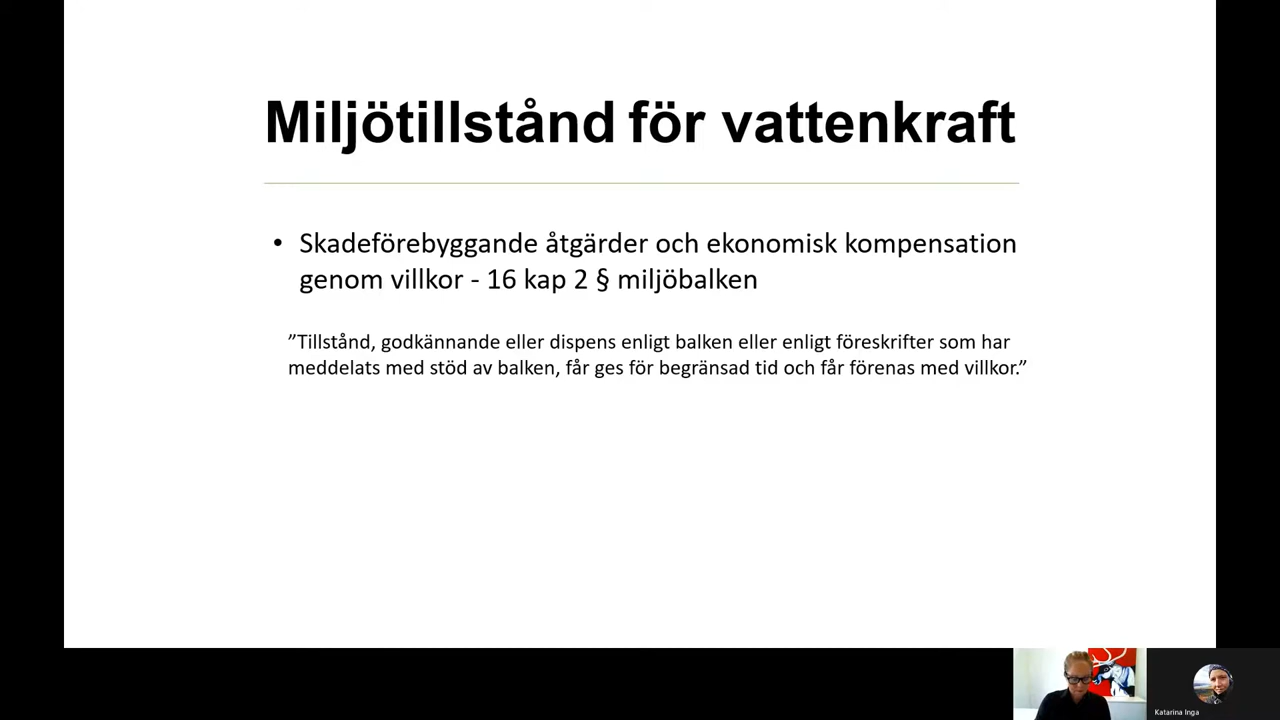 Miljötillstånd för vattenkraft
• Skadeförebyggande åtgärder och ekonomisk kompensation
genom villkor - 16 kap 2 § miljöbalken
”Tillstånd, godkännande eller dispens enligt balken eller enligt föreskrifter som har
meddelats med stöd av balken, får ges för begränsad tid och får förenas med villkor.”
Katarina Inga